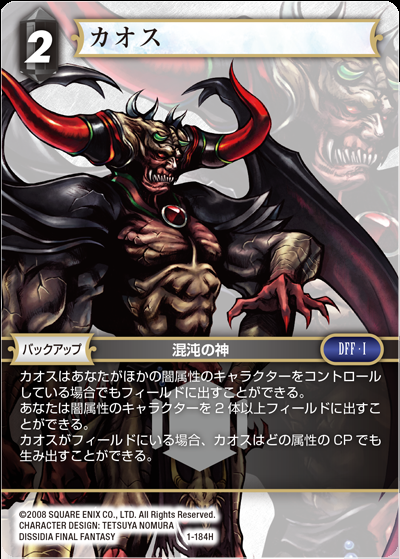 2
カオス
バックアップ
混沌の神
DFF・I
カオスはあなたがほかの闇属性のキャラクターをコントロール
している場合でもフィールドに出すことができる。
あなたは闇属性のキャラクターを2体以上フィールドに出すこ
とができる。
カオスがフィールドにいる場合、カオスはどの属性のCPでも
生み出すことができる。
©2008 SQUARE ENIX CO., LTD. All Rights Reserved.
CHARACTER DESIGN: TETSUYA NOMURA
DISSIDIA FINAL FANTASY
1-184H